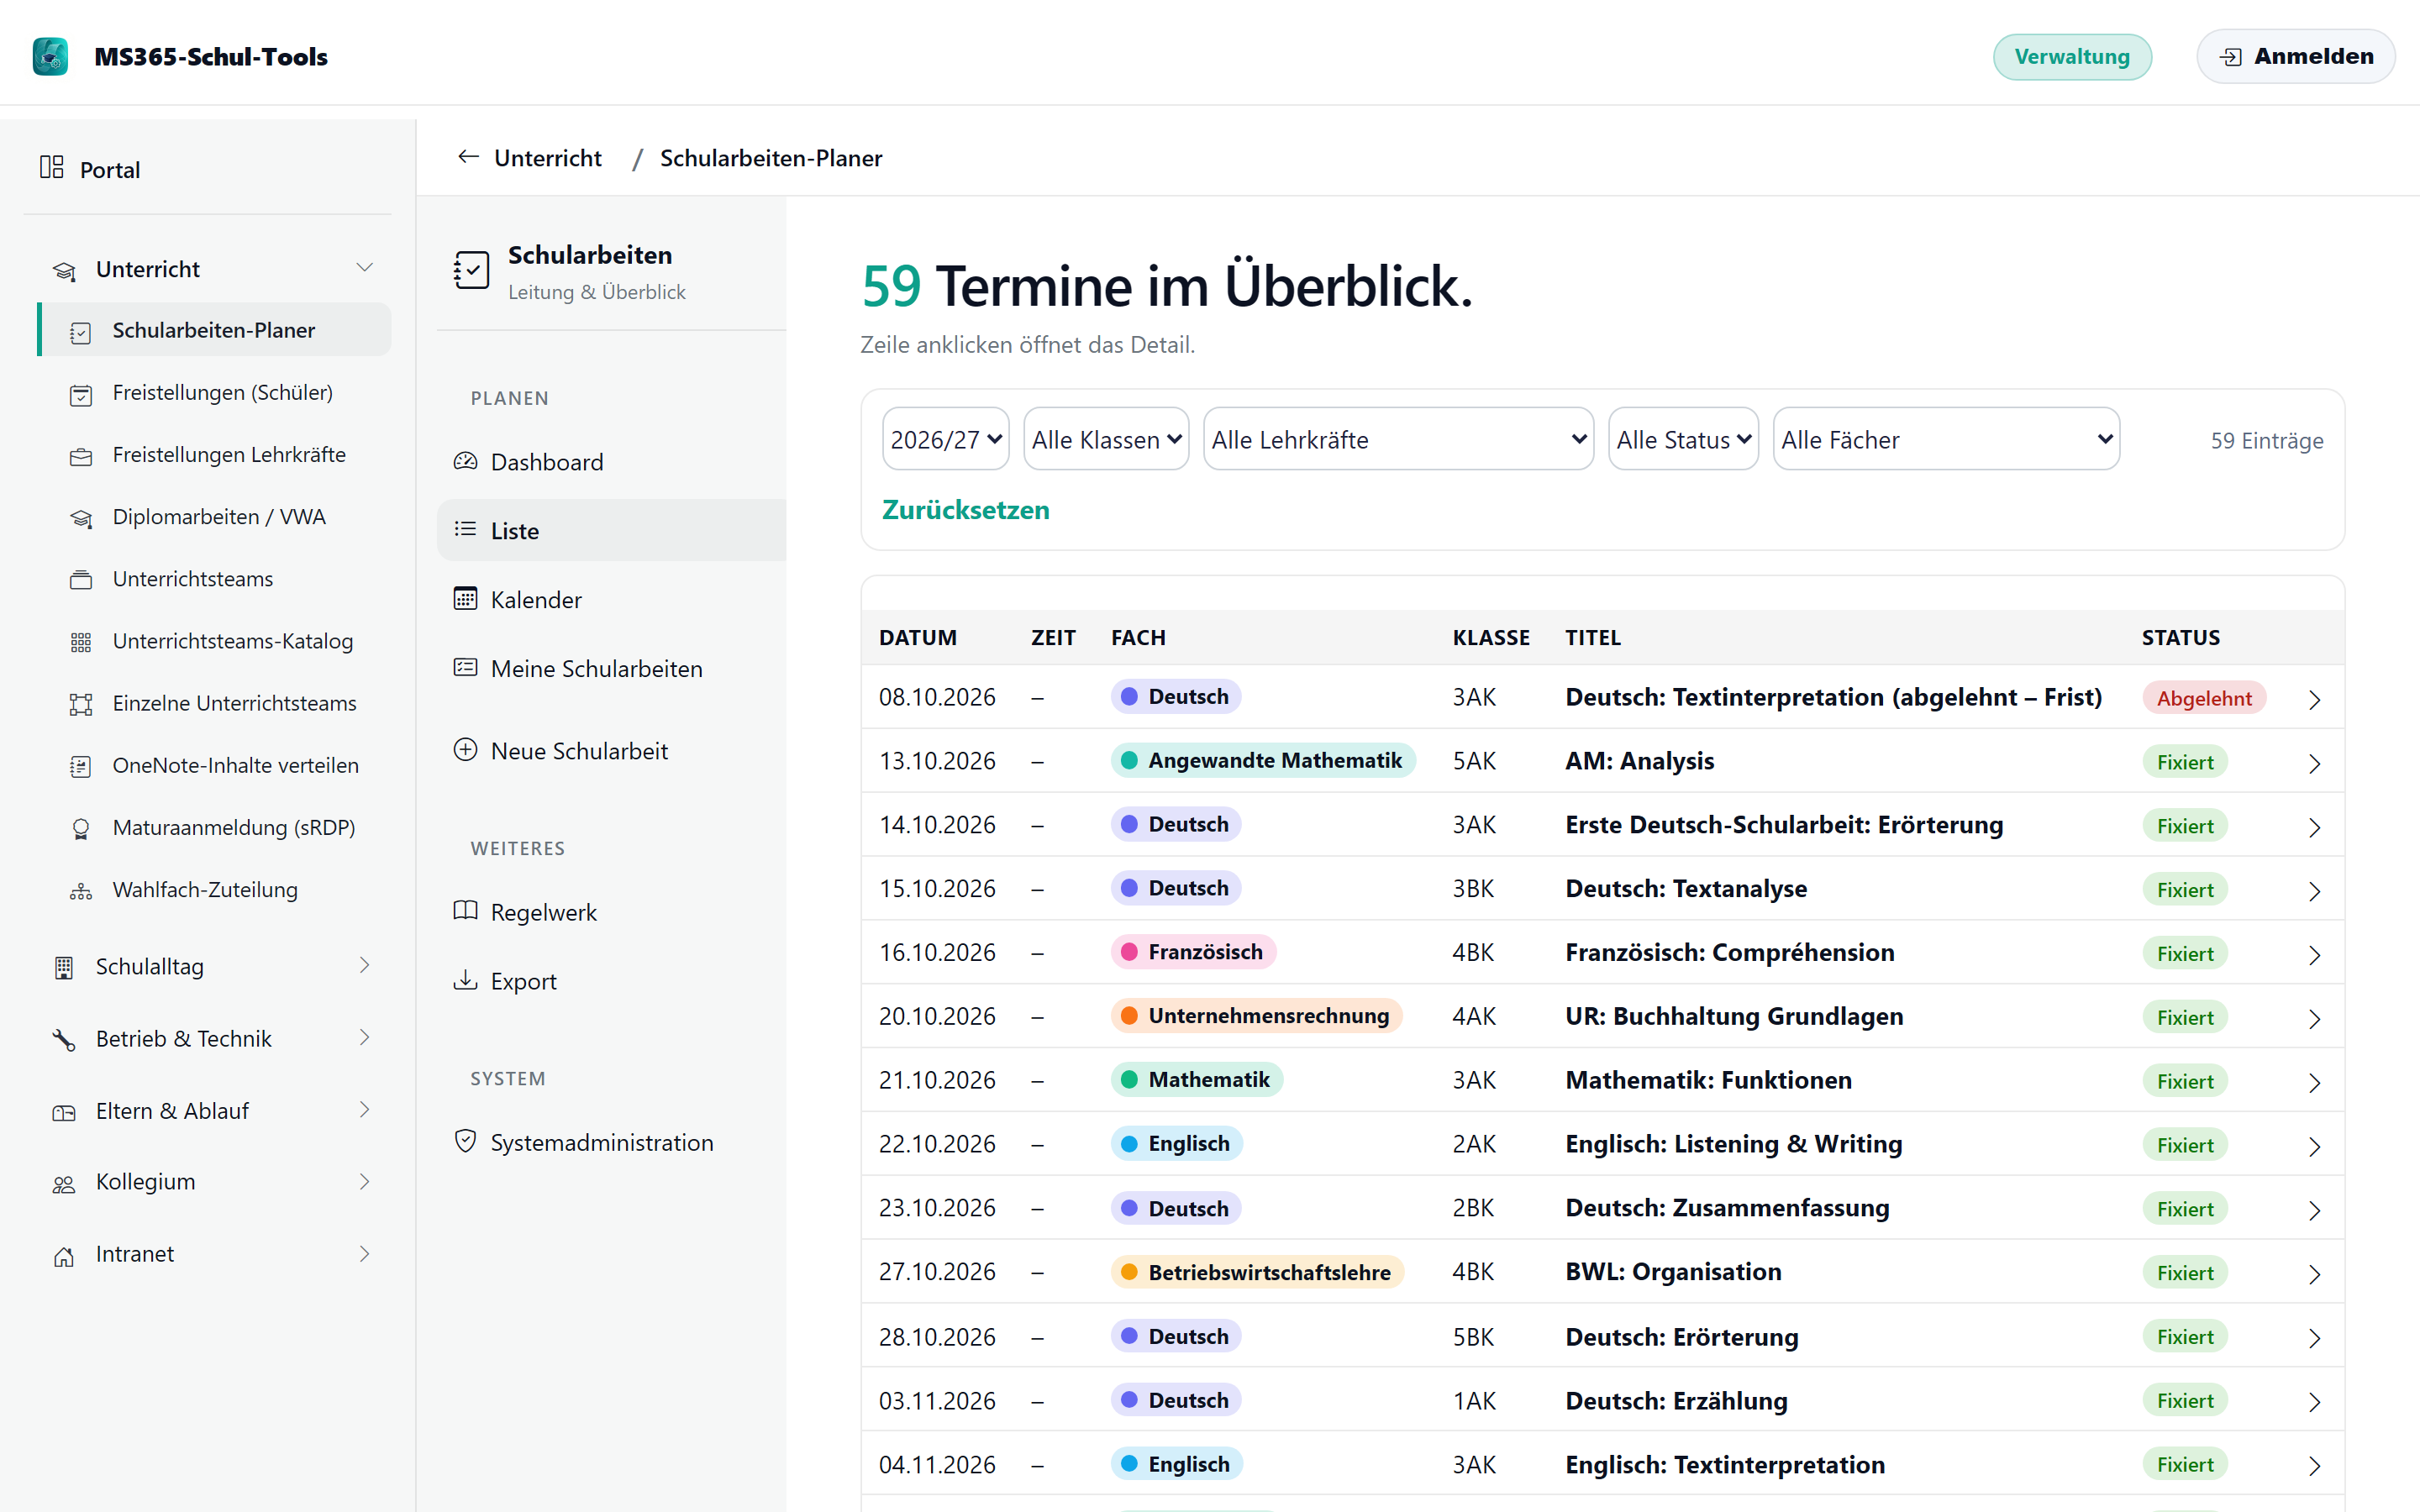 MS365-Schul-Tools
Verwaltung
Anmelden
Portal
Unterricht
Schularbeiten-Planer
Freistellungen (Schüler)
Freistellungen Lehrkräfte
Diplomarbeiten / VWA
Unterrichtsteams
Unterrichtsteams-Katalog
Einzelne Unterrichtsteams
OneNote-Inhalte verteilen
Maturaanmeldung (sRDP)
Wahlfach-Zuteilung
Schulalltag
Betrieb & Technik
Eltern & Ablauf
Kollegium
Intranet
Unterricht / Schularbeiten-Planer
Schularbeiten
Leitung & Überblick
PLANEN
Dashboard
Liste
Kalender
Meine Schularbeiten
Neue Schularbeit
WEITERES
Regelwerk
Export
SYSTEM
Systemadministration
59 Termine im Überblick.
Zeile anklicken öffnet das Detail.
2026/27 Alle Klassen Alle Lehrkräfte Alle Status Alle Fächer 59 Einträge
Zurücksetzen
DATUM ZEIT FACH KLASSE TITEL STATUS
08.10.2026 – Deutsch 3AK Deutsch: Textinterpretation (abgelehnt – Frist) Abgelehnt
13.10.2026 – Angewandte Mathematik 5AK AM: Analysis Fixiert
14.10.2026 – Deutsch 3AK Erste Deutsch-Schularbeit: Erörterung Fixiert
15.10.2026 – Deutsch 3BK Deutsch: Textanalyse Fixiert
16.10.2026 – Französisch 4BK Französisch: Compréhension Fixiert
20.10.2026 – Unternehmensrechnung 4AK UR: Buchhaltung Grundlagen Fixiert
21.10.2026 – Mathematik 3AK Mathematik: Funktionen Fixiert
22.10.2026 – Englisch 2AK Englisch: Listening & Writing Fixiert
23.10.2026 – Deutsch 2BK Deutsch: Zusammenfassung Fixiert
27.10.2026 – Betriebswirtschaftslehre 4BK BWL: Organisation Fixiert
28.10.2026 – Deutsch 5BK Deutsch: Erörterung Fixiert
03.11.2026 – Deutsch 1AK Deutsch: Erzählung Fixiert
04.11.2026 – Englisch 3AK Englisch: Textinterpretation Fixiert